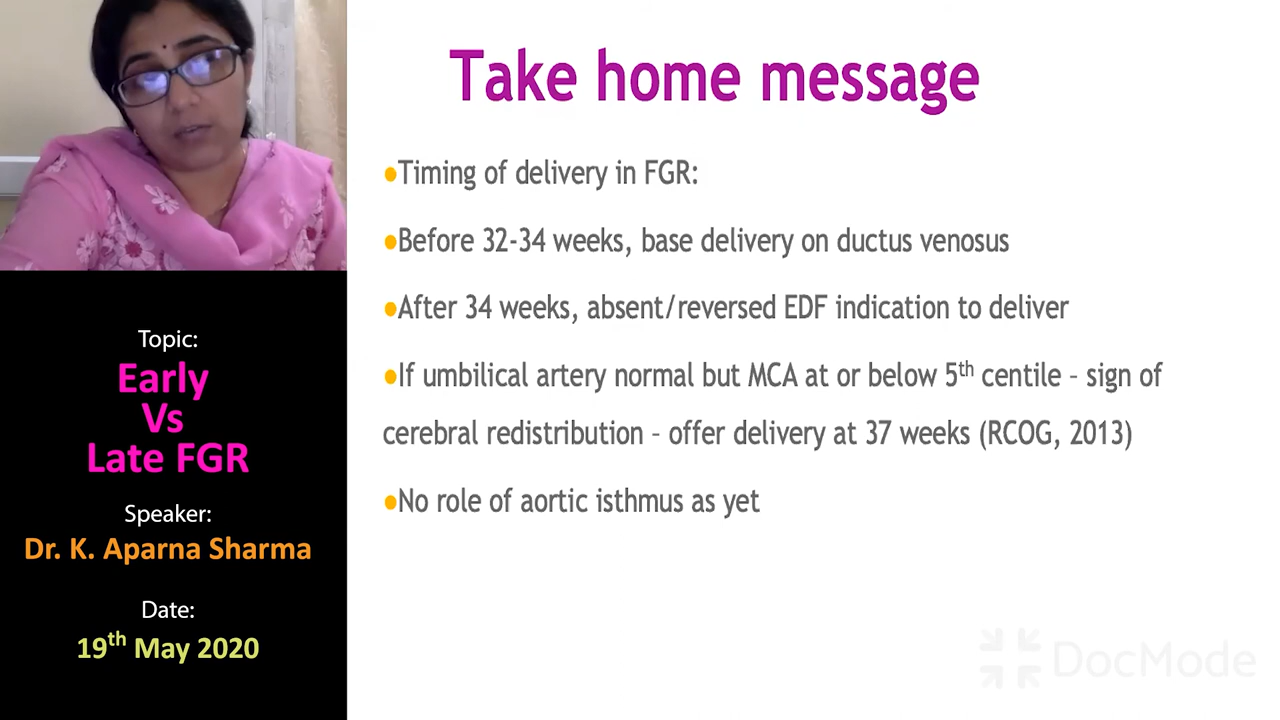 Take home message
●Timing of delivery in FGR:
●Before 32-34 weeks, base delivery on ductus venosus
●After 34 weeks, absent/reversed EDF indication to deliver
●If umbilical artery normal but MCA at or below 5th centile – sign of
cerebral redistribution – offer delivery at 37 weeks (RCOG, 2013)
●No role of aortic isthmus as yet
Topic:
Early
Vs
Late FGR
Speaker:
Dr. K. Aparna Sharma
Date:
19th May 2020
DocMode